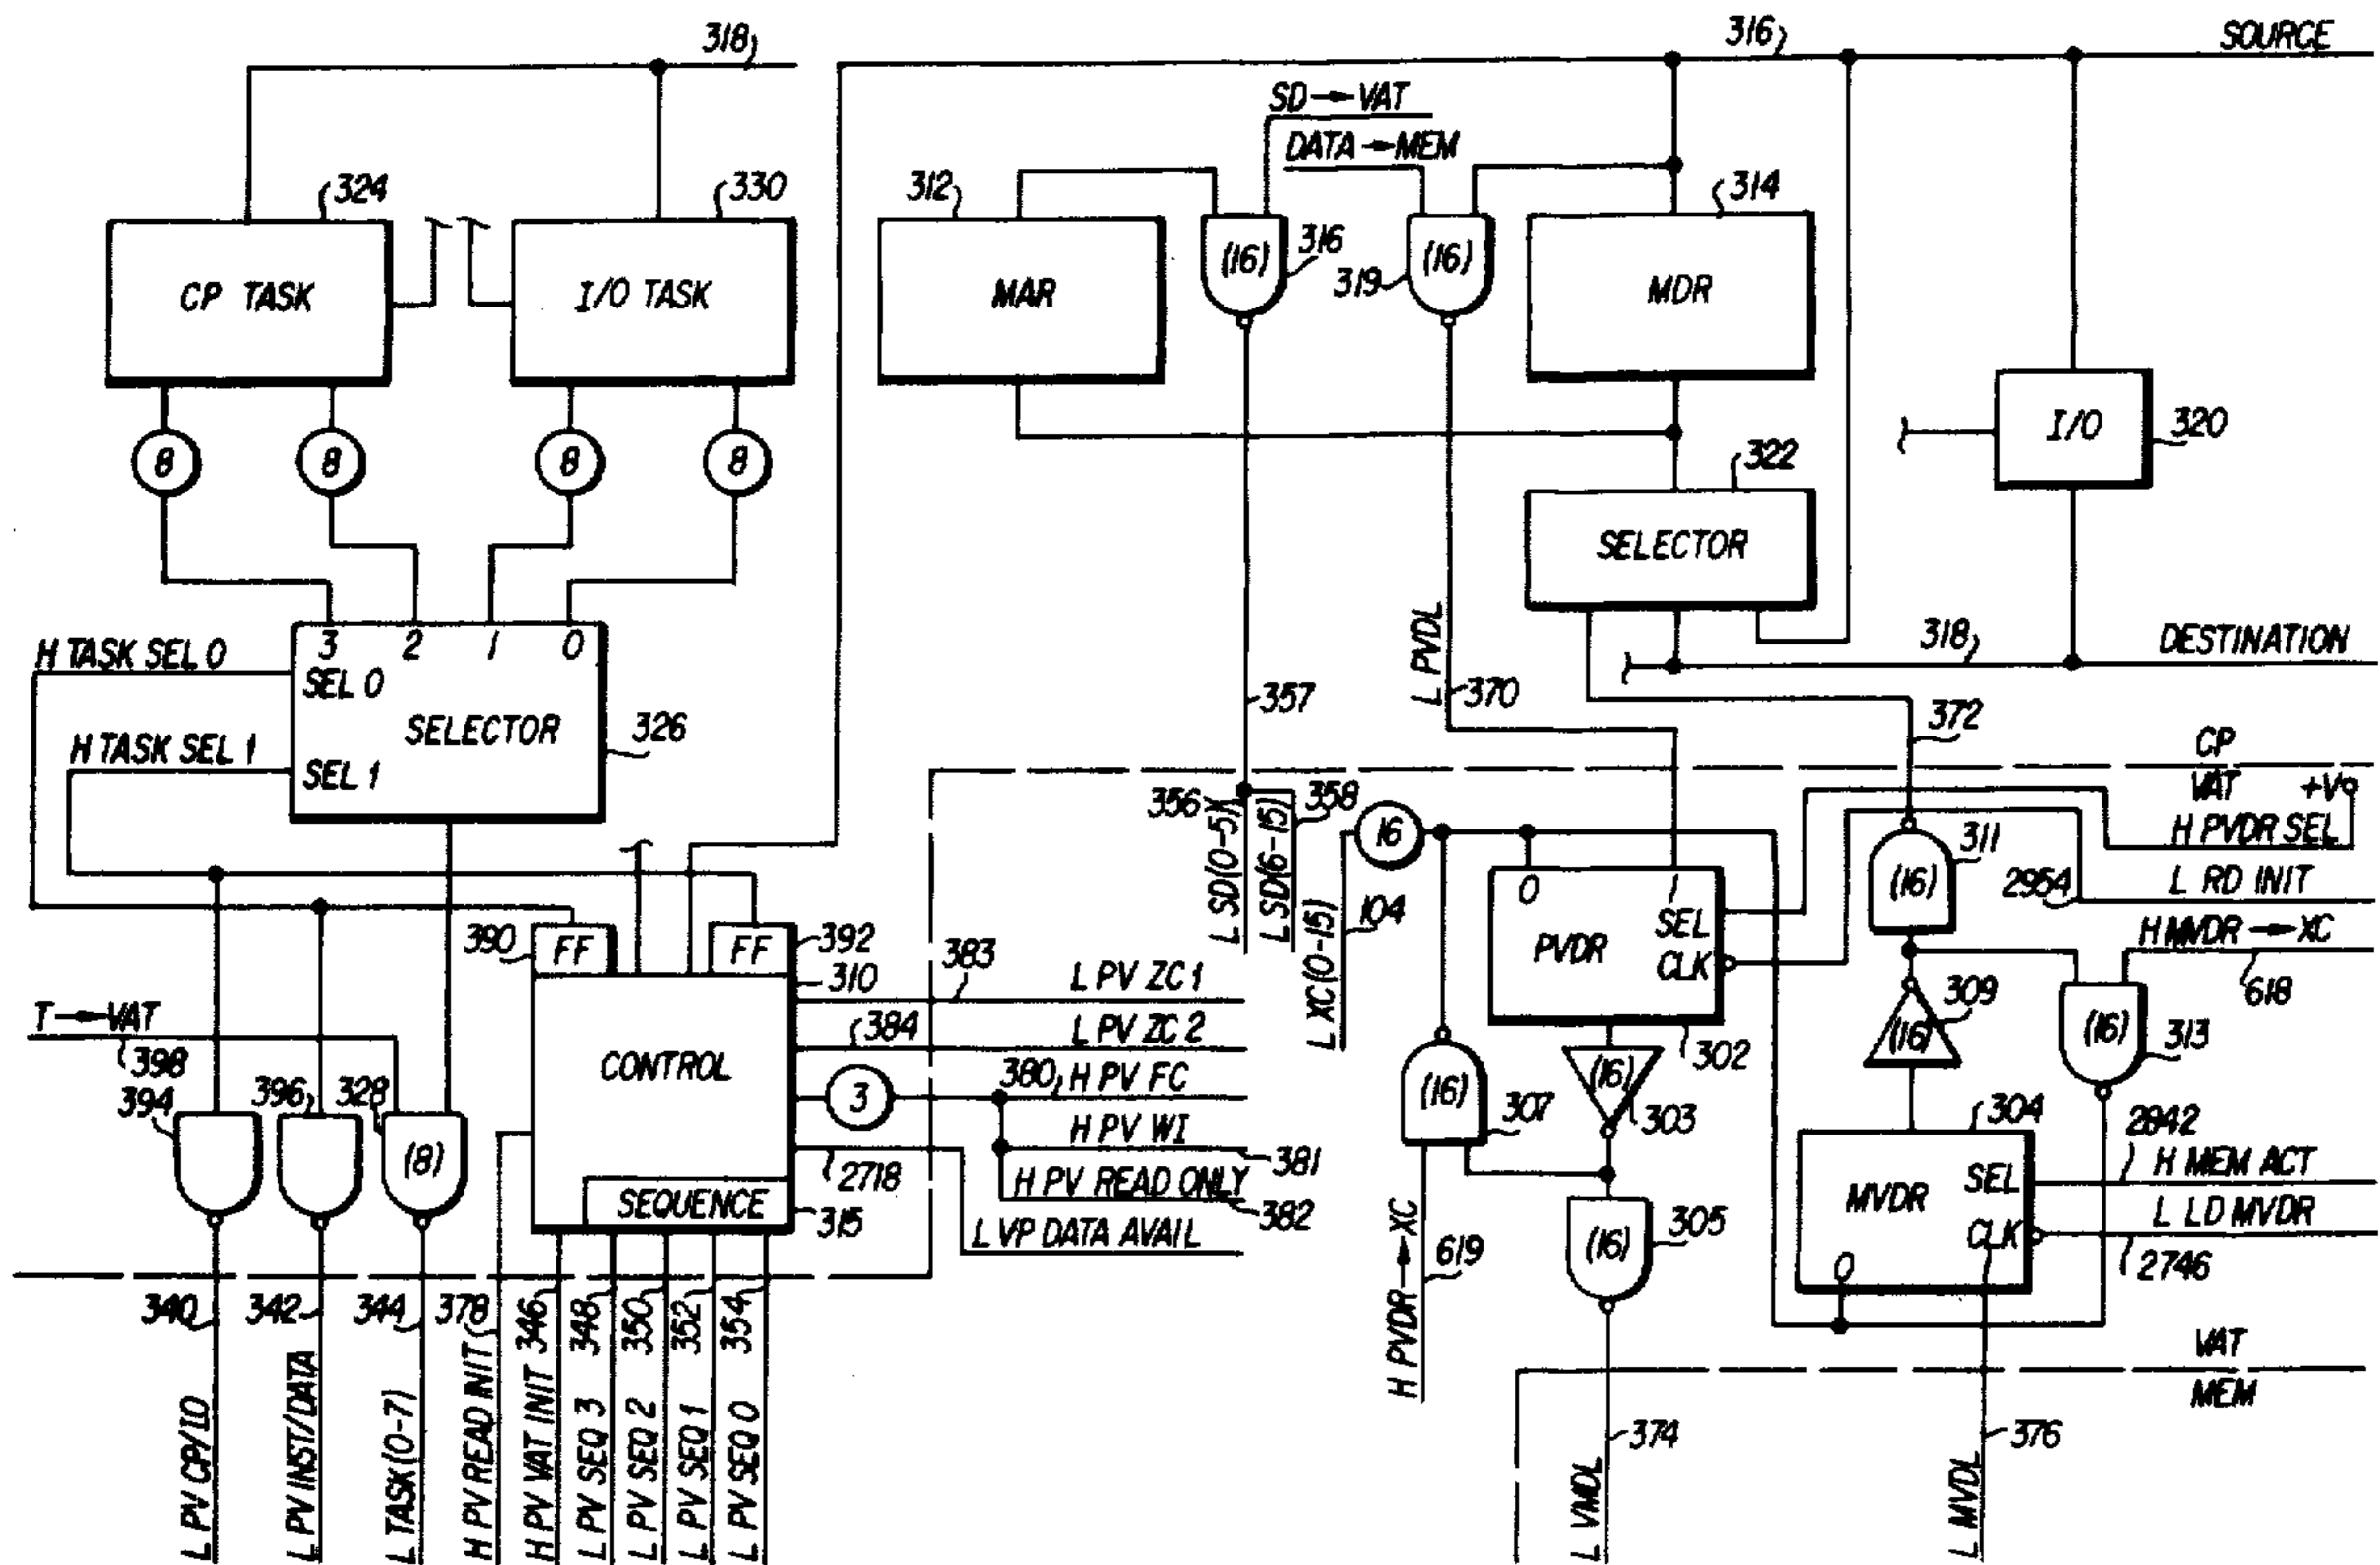 318
316
SOURCE
SD→VAT
DATA→MEM
324
330
312
314
CP TASK
I/O TASK
MAR
(16)
316
319
(16)
MDR
8
8
8
8
I/O
320
322
SELECTOR
H TASK SEL 0
3 2 1 0
SEL 0
SELECTOR
326
H TASK SEL 1
SEL 1
L PVDL
370
357
318
DESTINATION
372
CP
VAT
+V
H PVDR SEL
356
L SD(0-5)
L SD(6-15)
358
16
L XC(0-15)
104
0
1
SEL
PVDR
CLK
302
(16)
311
2954
L RD INIT
H MVDR→XC
618
390
FF
FF
392
310
383
L PV ZC 1
384
L PV ZC 2
CONTROL
3
380
H PV FC
H PV WI
381
H PV READ ONLY
382
2718
L VP DATA AVAIL
SEQUENCE
315
T→VAT
398
394
396
328
(8)
(16)
307
(16)
303
(16)
305
(16)
309
(16)
313
304
2842
H MEM ACT
MVDR
SEL
CLK
L LD MVDR
2746
0
1
H PVDR→XC
619
VAT
MEM
340
342
344
378
346
348
350
352
354
L PV CP/IO
L PV INST/DATA
L TASK(0-7)
H PV READ INIT
H PV VAT INIT
L PV SEQ 3
L PV SEQ 2
L PV SEQ 1
L PV SEQ 0
L VMDL
374
L MVDL
376